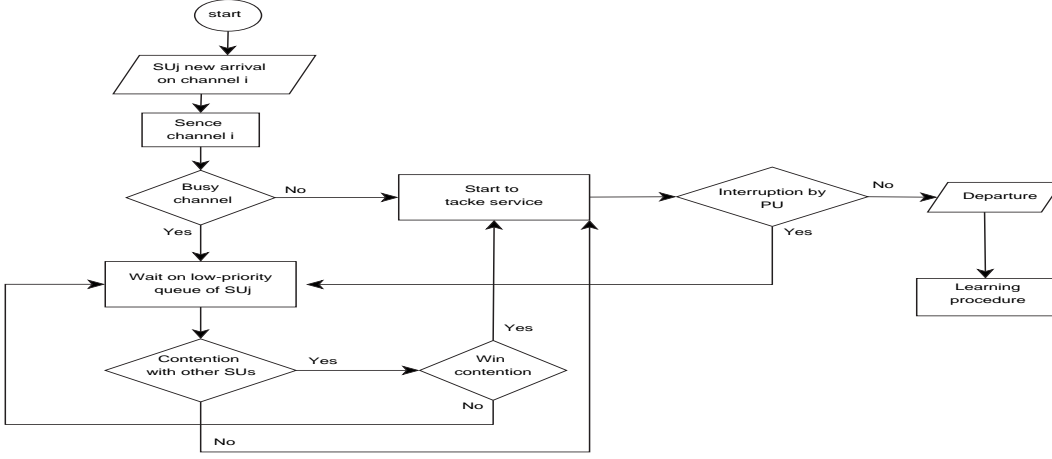 start
SUj new arrival
on channel i
Sence
channel i
Busy
channel
No
Yes
Start to
tacke service
Interruption by
PU
No
Yes
Departure
Learning
procedure
Wait on low-priority
queue of SUj
Contention
with other SUs
Yes
No
Win
contention
Yes
No